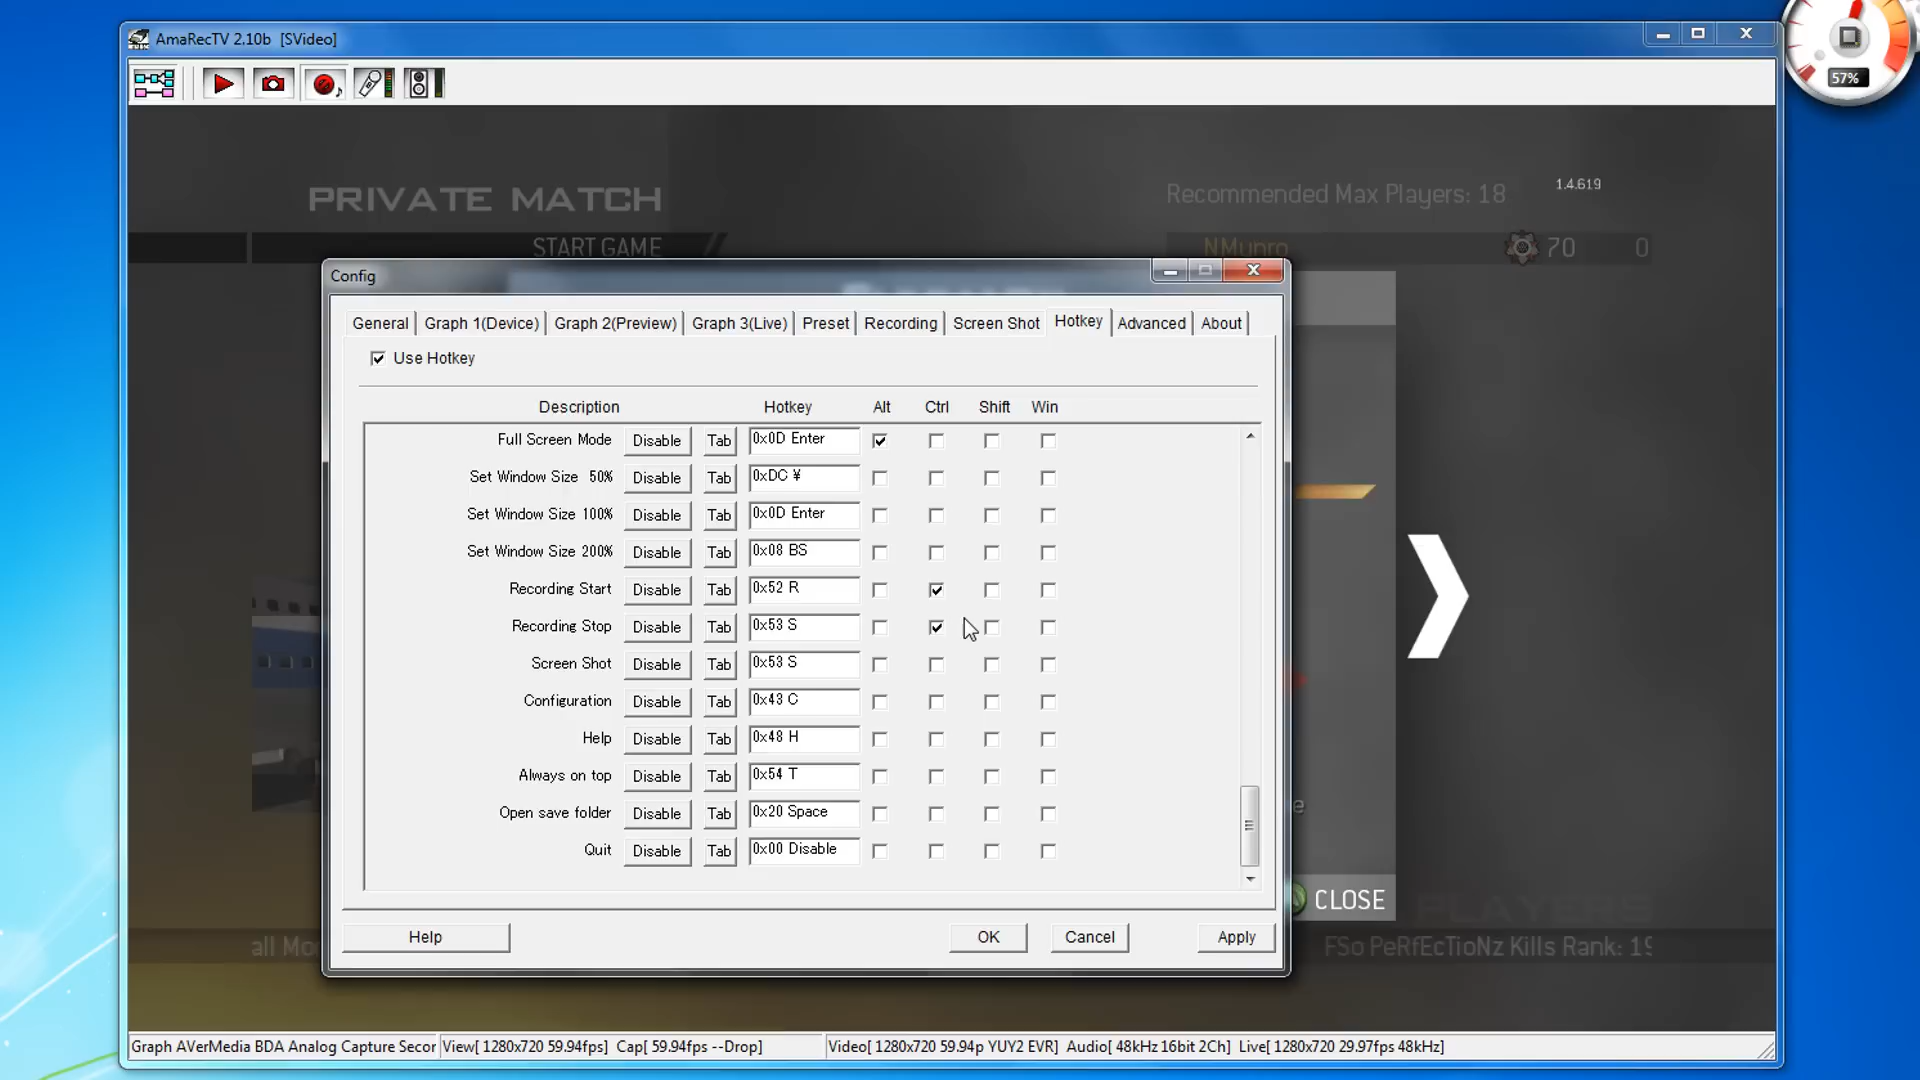 AmaRecTV 2.10b [SVideo]
57%
PRIVATE MATCH
Recommended Max Players: 18
1.4.619
START GAME
NMupro
70
0
Config
General
Graph 1(Device)
Graph 2(Preview)
Graph 3(Live)
Preset
Recording
Screen Shot
Hotkey
Advanced
About
Use Hotkey
Description Hotkey Alt Ctrl Shift Win
Full Screen Mode Disable Tab 0x0D Enter
Set Window Size 50% Disable Tab 0xDC ¥
Set Window Size 100% Disable Tab 0x0D Enter
Set Window Size 200% Disable Tab 0x08 BS
Recording Start Disable Tab 0x52 R
Recording Stop Disable Tab 0x53 S
Screen Shot Disable Tab 0x53 S
Configuration Disable Tab 0x43 C
Help Disable Tab 0x48 H
Always on top Disable Tab 0x54 T
Open save folder Disable Tab 0x20 Space
Quit Disable Tab 0x00 Disable
CLOSE
PLAYERS
Help
OK
Cancel
Apply
all Mo
FSo PeRfEcTioNz Kills Rank: 19
Graph AVerMedia BDA Analog Capture Secor
View[ 1280x720 59.94fps] Cap[ 59.94fps --Drop]
Video[ 1280x720 59.94p YUY2 EVR] Audio[ 48kHz 16bit 2Ch] Live[ 1280x720 29.97fps 48kHz]